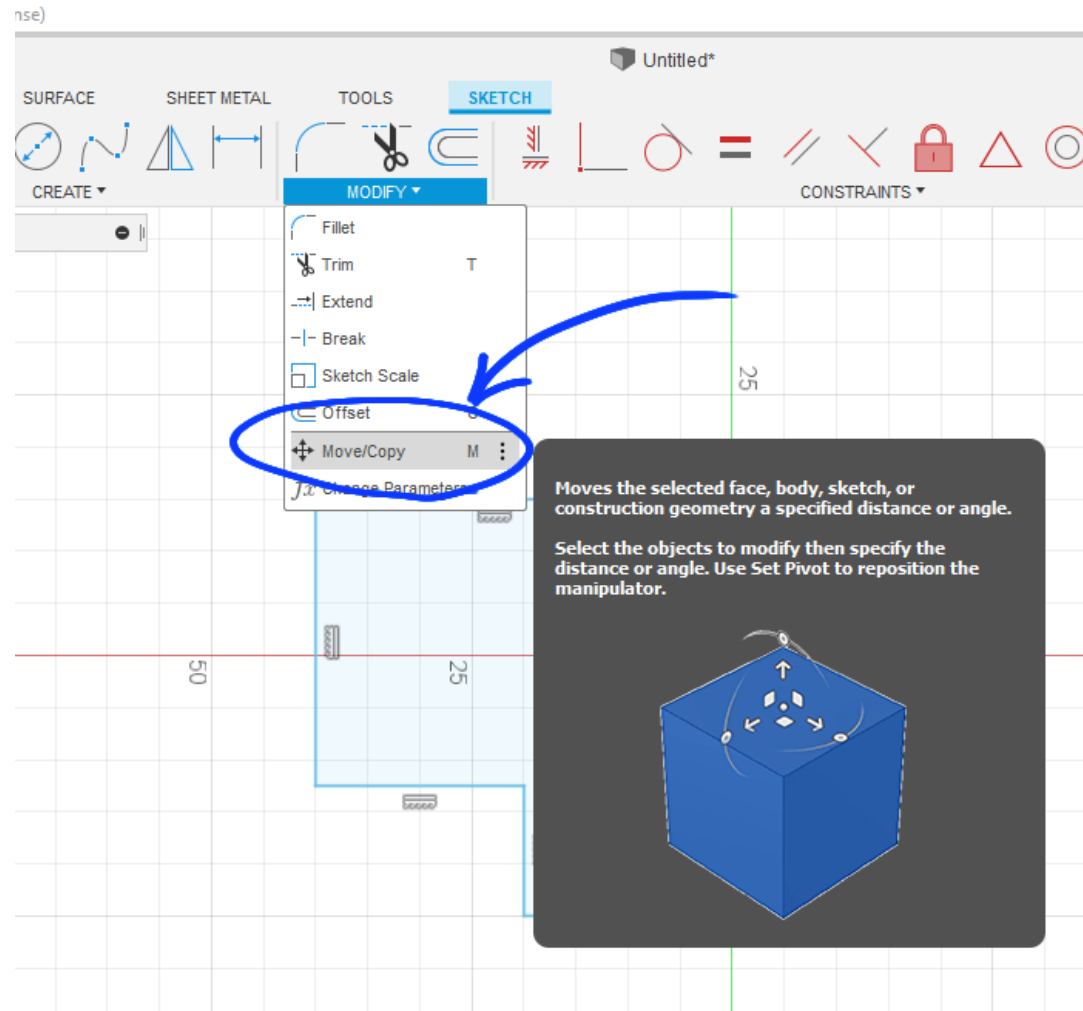 nse)
Untitled*
SURFACE SHEET METAL TOOLS SKETCH
CREATE ▾ MODIFY ▾ CONSTRAINTS ▾
Fillet
Trim T
Extend
Break
Sketch Scale
Offset
Move/Copy M
Change Parameters
25
Moves the selected face, body, sketch, or
construction geometry a specified distance or angle.
Select the objects to modify then specify the
distance or angle. Use Set Pivot to reposition the
manipulator.
50
25